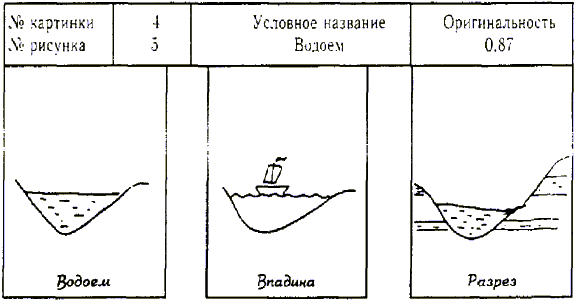 № картинки 4 Условное название Оригинальность
№ рисунка 5 Водоем 0,87
Водоем Впадина Разрез